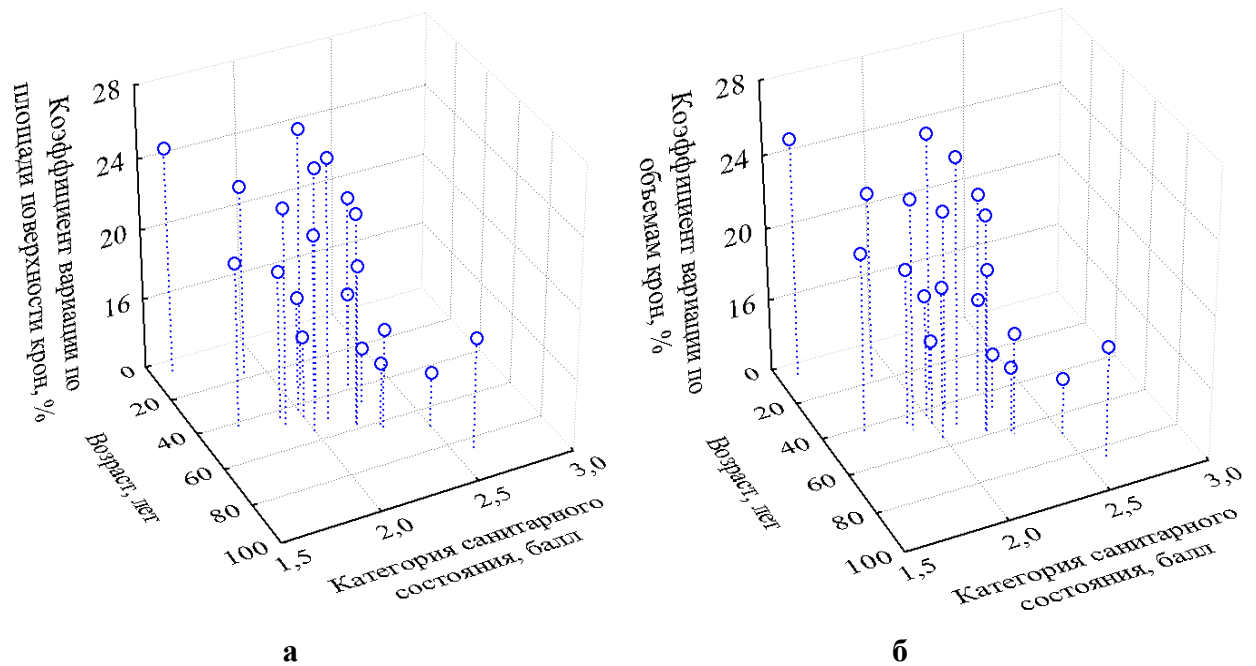 28
24
20
16
0
Коэффициент вариации по
площади поверхности крон, %
20
40
60
80
100
Возраст, лет
1,5
2,0
2,5
3,0
Категория санитарного
состояния, балл
а
28
24
20
16
0
Коэффициент вариации по
объемам крон, %
20
40
60
80
100
Возраст, лет
1,5
2,0
2,5
3,0
Категория санитарного
состояния, балл
б